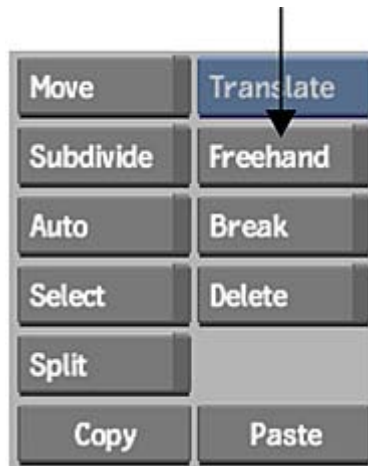 Move Translate
Subdivide Freehand
Auto Break
Select Delete
Split
Copy Paste